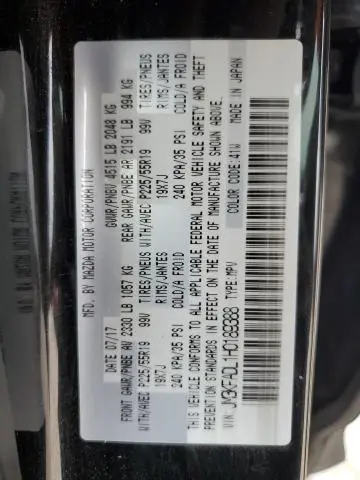 MFD. BY MAZDA MOTOR CORPORATION
DATE 07/17 GVWR/PNBV 4515 LB 2048 KG
FRONT GAWR/PNBE AV 2330 LB 1057 KG REAR GAWR/PNBE AR 2191 LB 994 KG
WITH/AVEC P225/55R19 99V TIRES/PNEUS WITH/AVEC P225/55R19 99V TIRES/PNEUS
19X7J RIMS/JANTES 19X7J RIMS/JANTES
240 KPA/35 PSI COLD/A FROID 240 KPA/35 PSI COLD/A FROID
THIS VEHICLE CONFORMS TO ALL APPLICABLE FEDERAL MOTOR VEHICLE SAFETY AND THEFT
PREVENTION STANDARDS IN EFFECT ON THE DATE OF MANUFACTURE SHOWN ABOVE.
VIN: JM3KFADL1H0189388 TYPE: MPV COLOR CODE: 41W MADE IN JAPAN